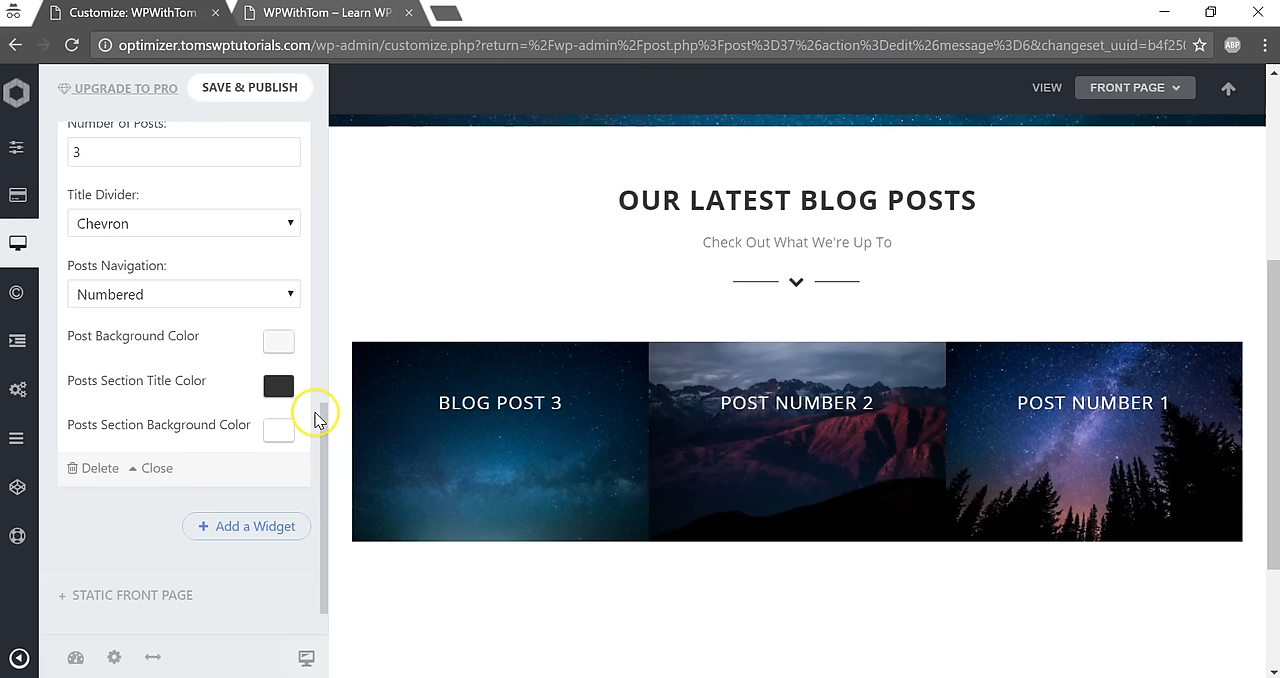 Customize: WPWithTom
WPWithTom – Learn WP
optimizer.tomswptutorials.com/wp-admin/customize.php?return=%2Fwp-admin%2Fpost.php%3Fpost%3D37%26action%3Dedit%26message%3D6&changeset_uuid=b4f250
ABP
UPGRADE TO PRO
SAVE & PUBLISH
VIEW
FRONT PAGE
Number of Posts:
3
Title Divider:
Chevron
Posts Navigation:
Numbered
Post Background Color
Posts Section Title Color
Posts Section Background Color
Delete
Close
+ Add a Widget
+ STATIC FRONT PAGE
OUR LATEST BLOG POSTS
Check Out What We're Up To
BLOG POST 3
POST NUMBER 2
POST NUMBER 1